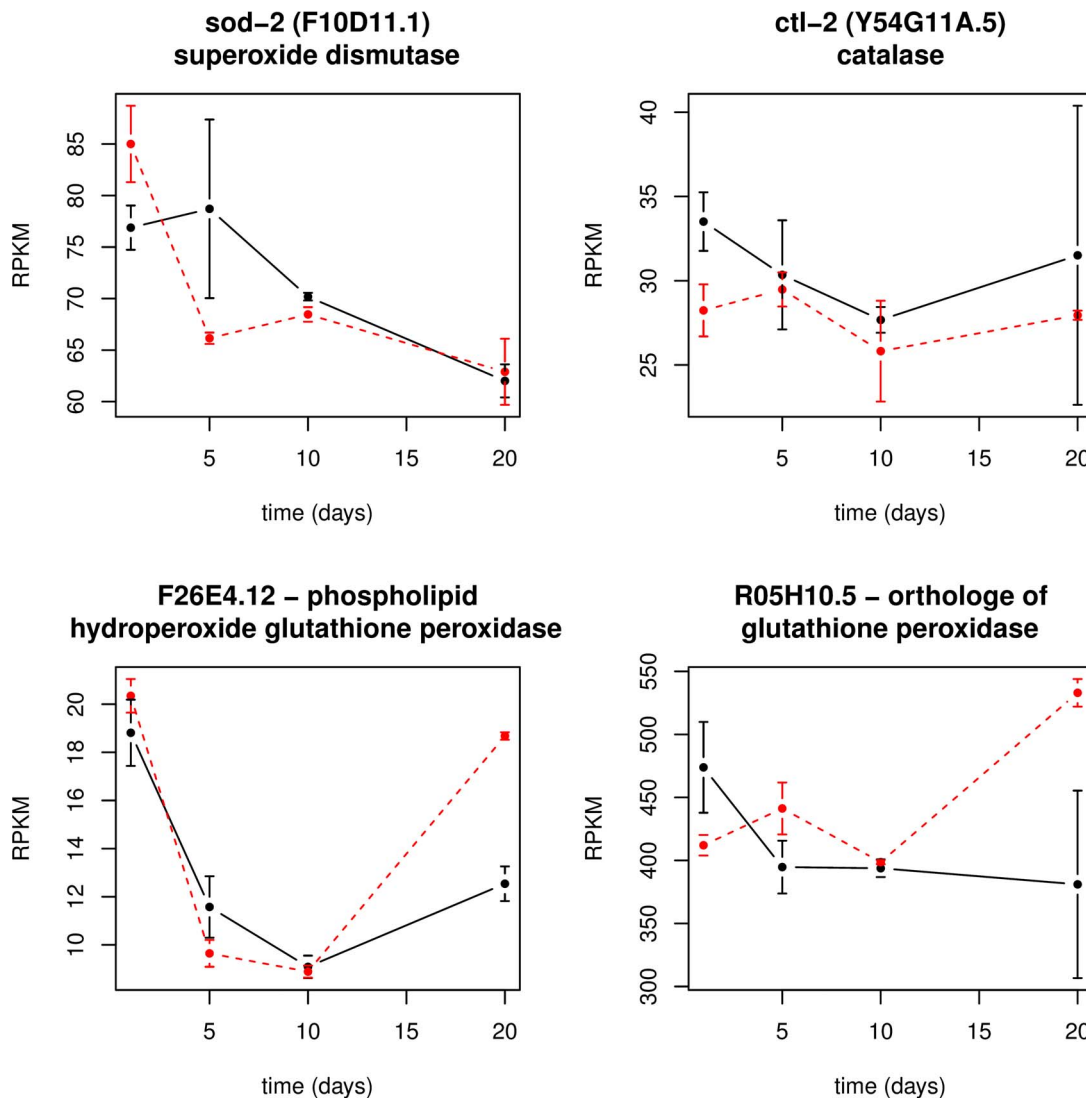 sod−2 (F10D11.1)
superoxide dismutase
RPKM
85
80
75
70
65
60
5 10 15 20
time (days)
ctl−2 (Y54G11A.5)
catalase
RPKM
40
35
30
25
5 10 15 20
time (days)
F26E4.12 − phospholipid
hydroperoxide glutathione peroxidase
RPKM
20
18
16
14
12
10
5 10 15 20
time (days)
R05H10.5 − orthologe of
glutathione peroxidase
RPKM
550
500
450
400
350
300
5 10 15 20
time (days)